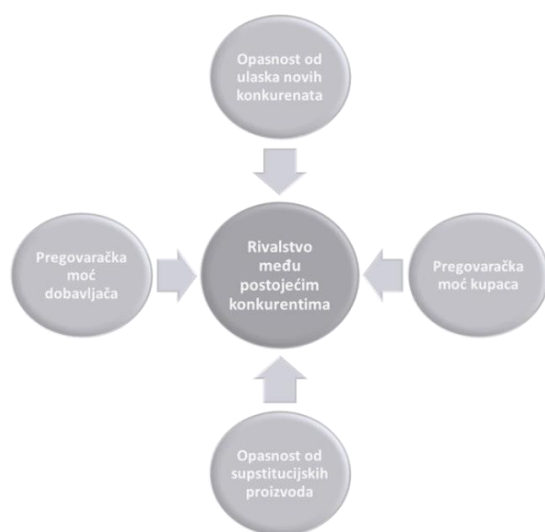 Opasnost od
ulaska novih
konkurenata
Pregovaračka
moć
dobavljača
Rivalstvo
među
postojećim
konkurentima
Pregovaračka
moć kupaca
Opasnost od
supstitucijskih
proizvoda